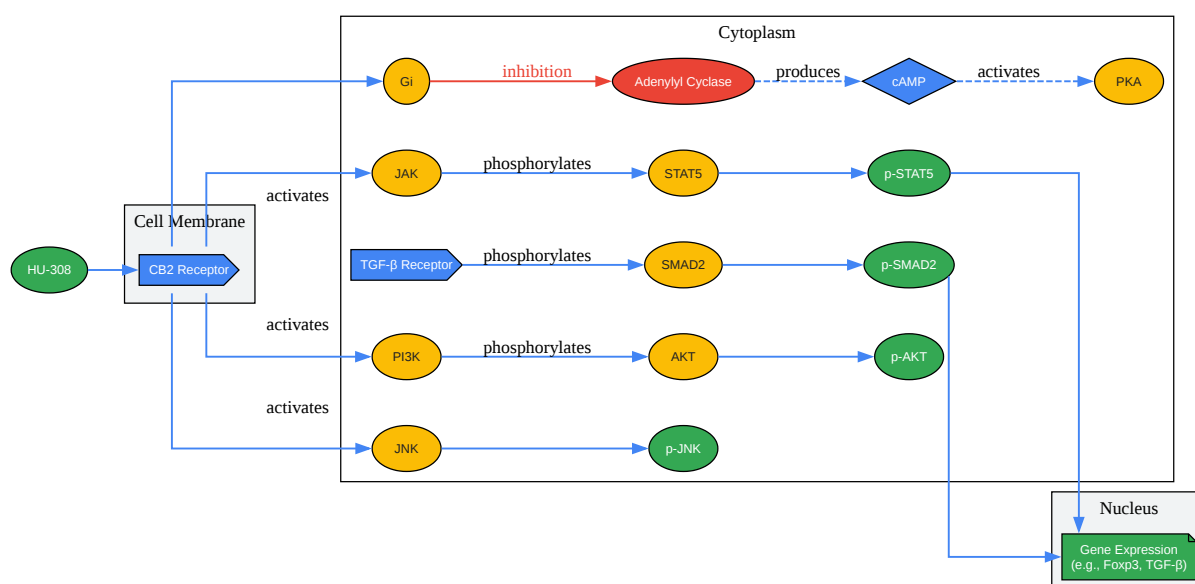 Cytoplasm
Gi
inhibition
Adenylyl Cyclase
produces
cAMP
activates
PKA
JAK
phosphorylates
STAT5
p-STAT5
activates
Cell Membrane
HU-308
CB2 Receptor
TGF-β Receptor
phosphorylates
SMAD2
p-SMAD2
activates
PI3K
phosphorylates
AKT
p-AKT
activates
JNK
p-JNK
Nucleus
Gene Expression
(e.g., Foxp3, TGF-β)